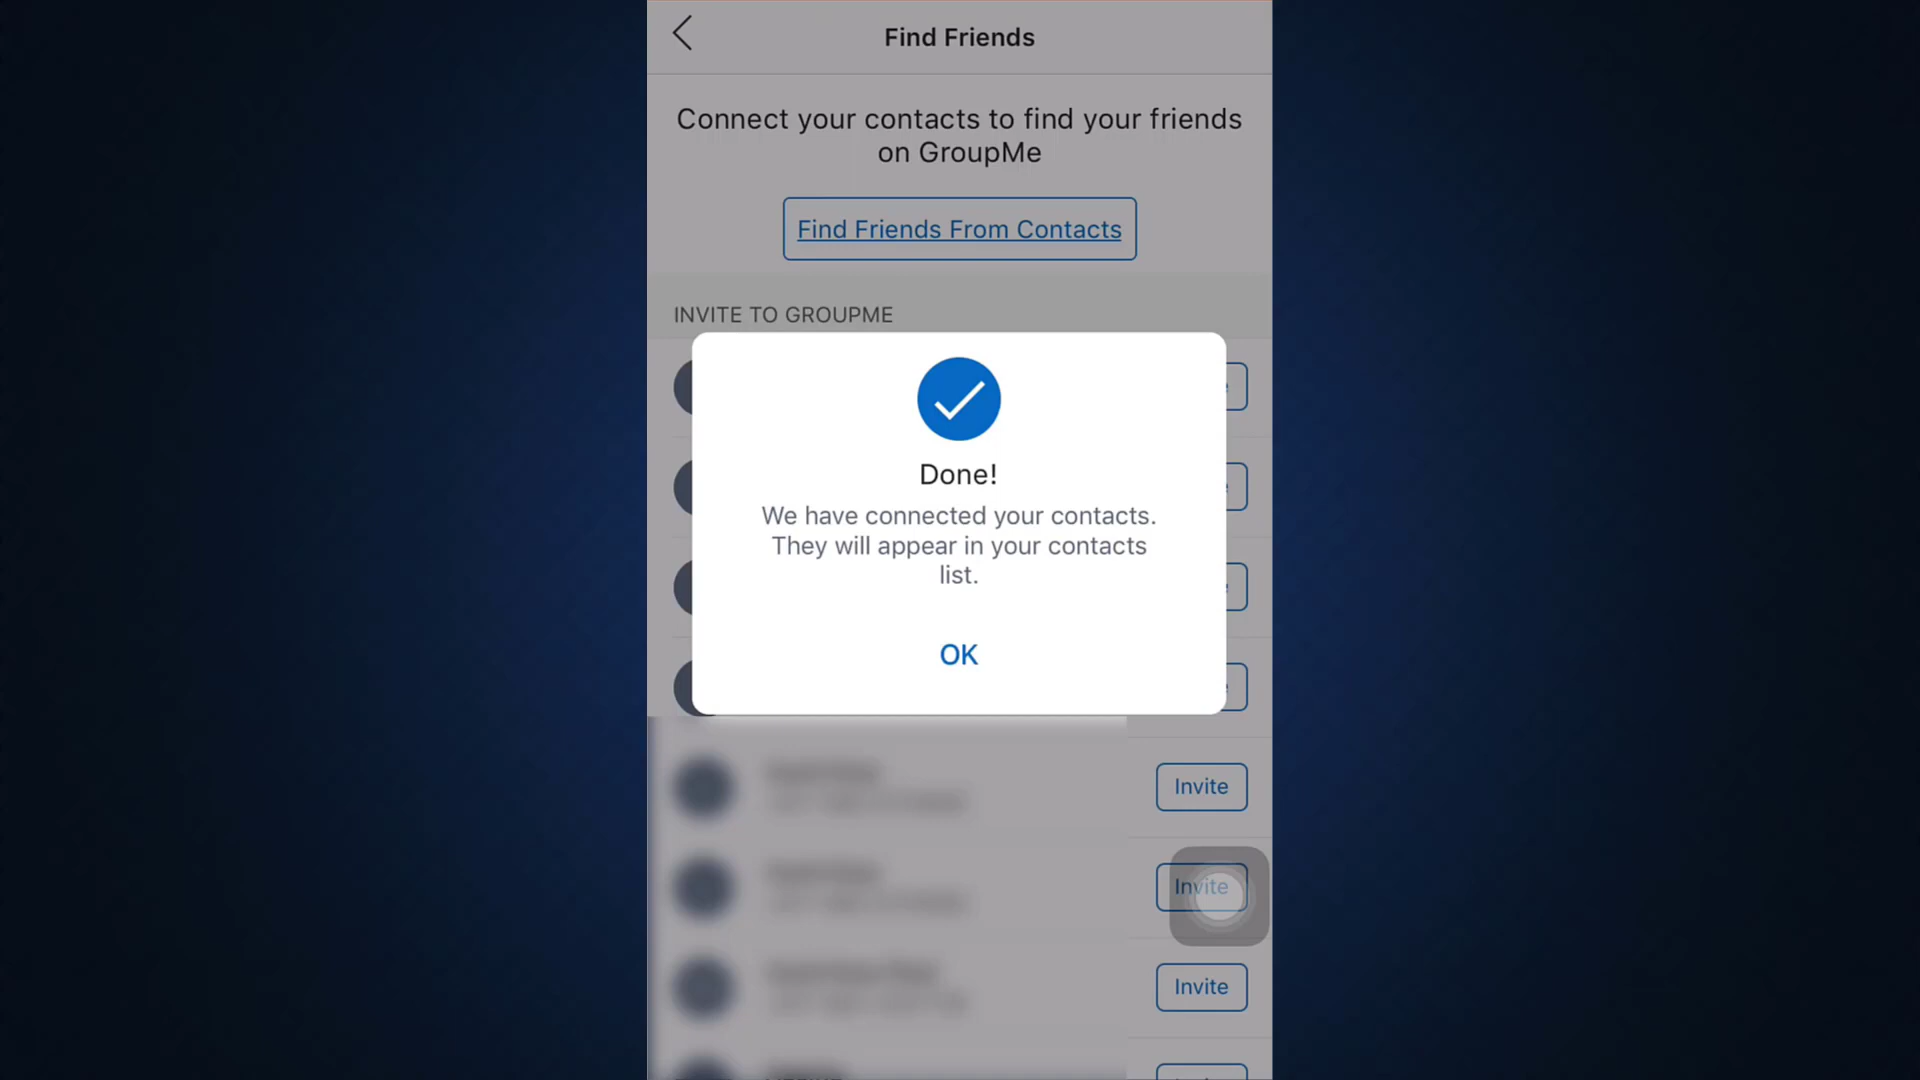 Find Friends
Connect your contacts to find your friends
on GroupMe
Find Friends From Contacts
INVITE TO GROUPME
Done!
We have connected your contacts.
They will appear in your contacts
list.
OK
Invite
Invite
Invite